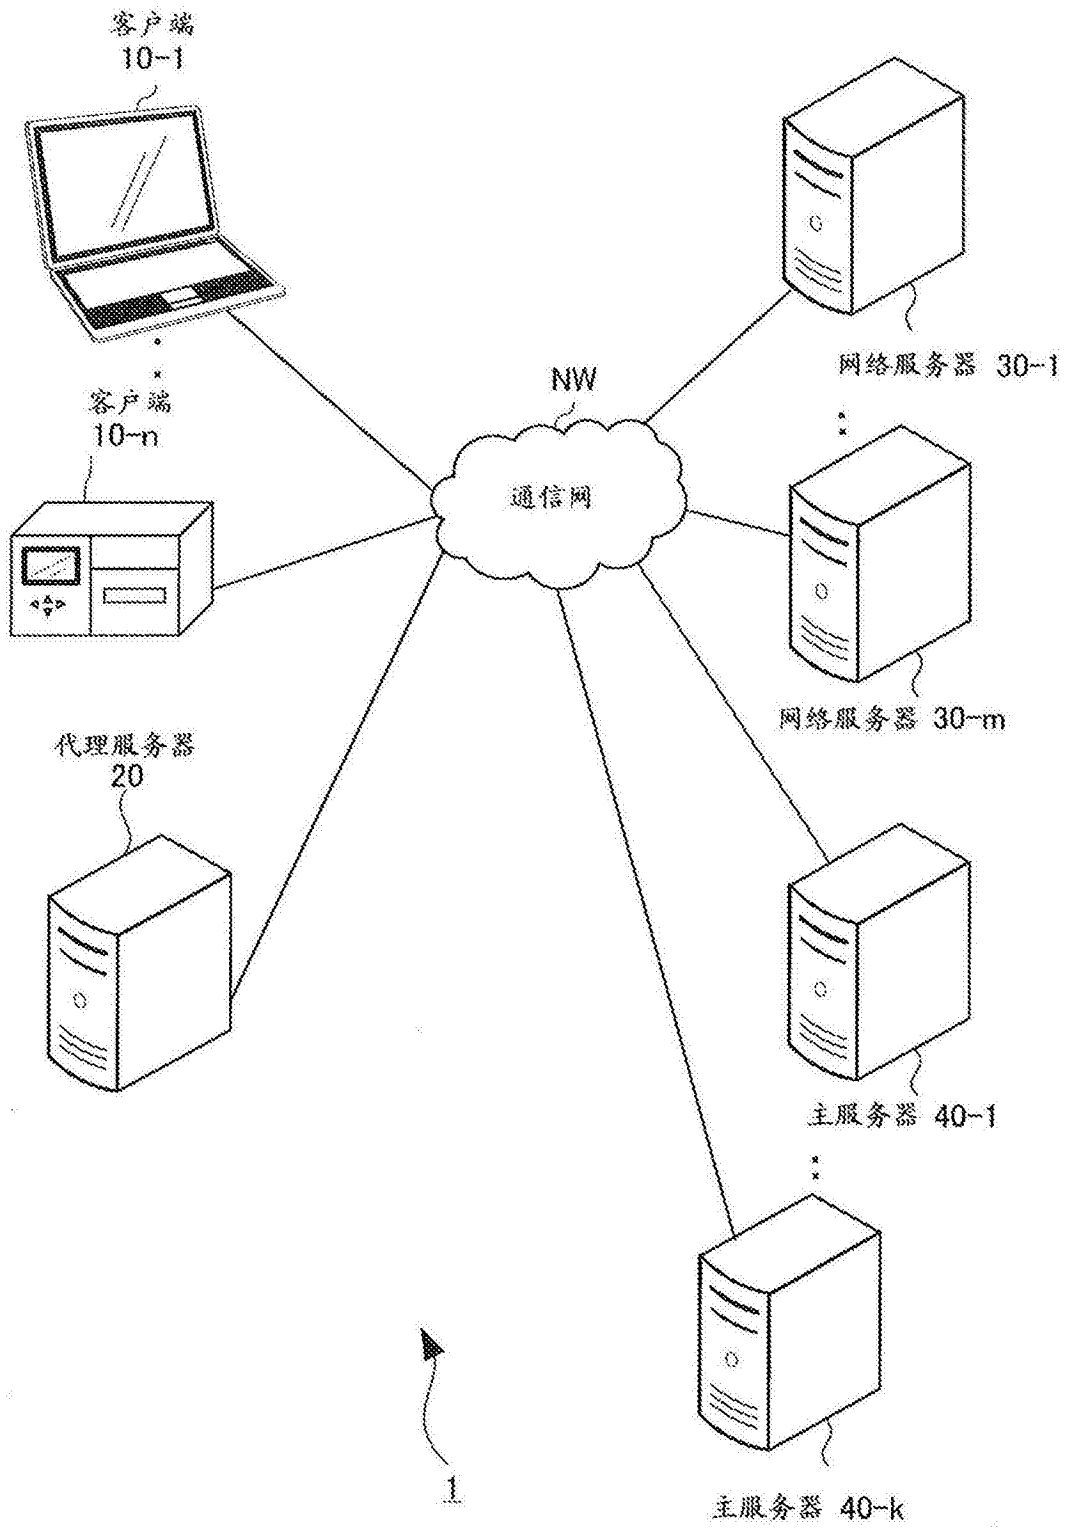 客户端
10-1
网络服务器 30-1
NW
通信网
客户端
10-n
网络服务器 30-m
代理服务器
20
主服务器 40-1
1
主服务器 40-k